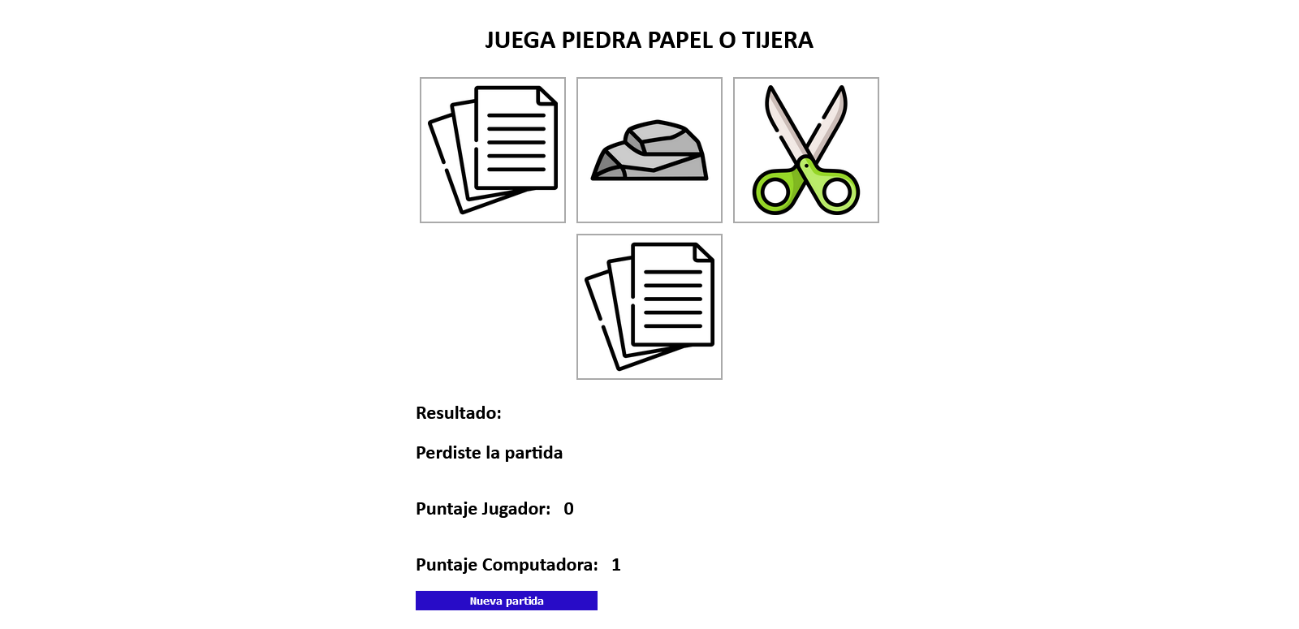 JUEGA PIEDRA PAPEL O TIJERA
Resultado:
Perdiste la partida
Puntaje Jugador: 0
Puntaje Computadora: 1
Nueva partida